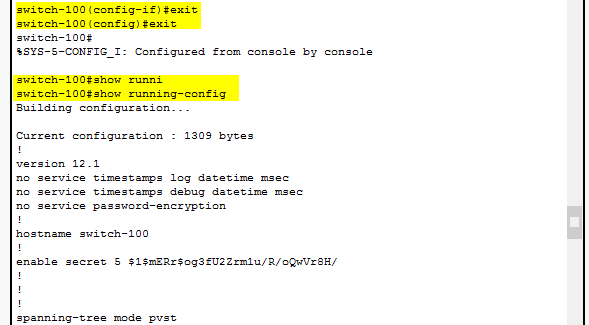 switch-100(config-if)#exit
switch-100(config)#exit
switch-100#
%SYS-5-CONFIG_I: Configured from console by console
switch-100#show runni
switch-100#show running-config
Building configuration...
Current configuration : 1309 bytes
!
version 12.1
no service timestamps log datetime msec
no service timestamps debug datetime msec
no service password-encryption
!
hostname switch-100
!
enable secret 5 $1$mERr$og3fU2Zrm1u/R/oQwVr8H/
!
!
!
spanning-tree mode pvst